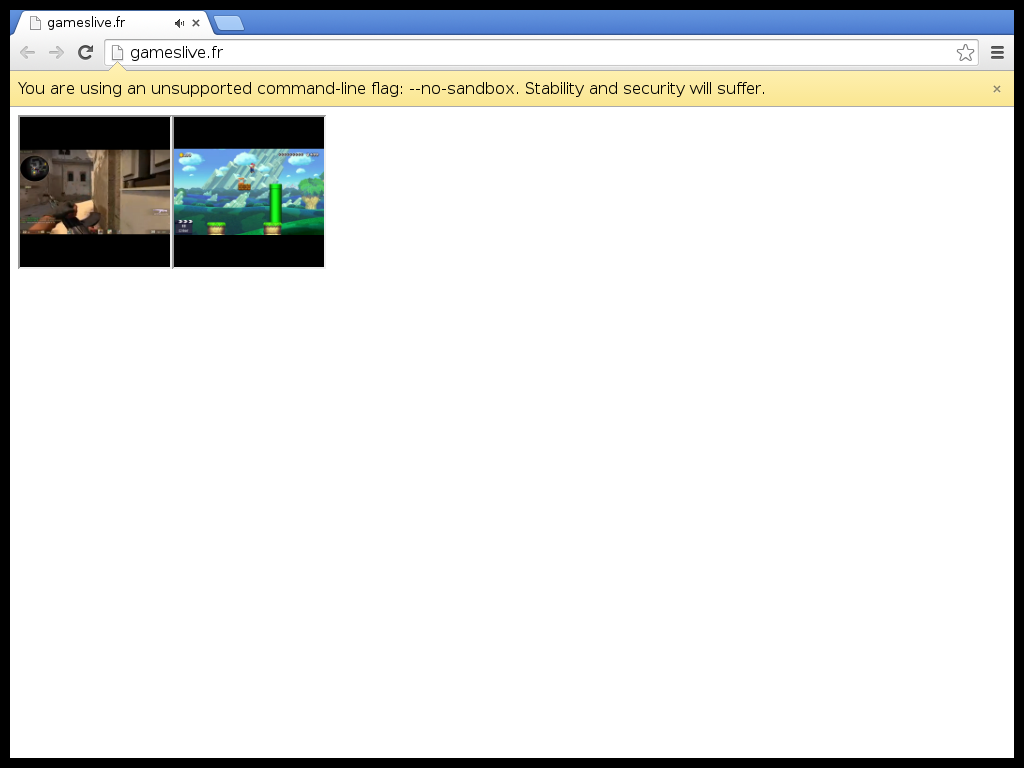 gameslive.fr
gameslive.fr
You are using an unsupported command-line flag: --no-sandbox. Stability and security will suffer.